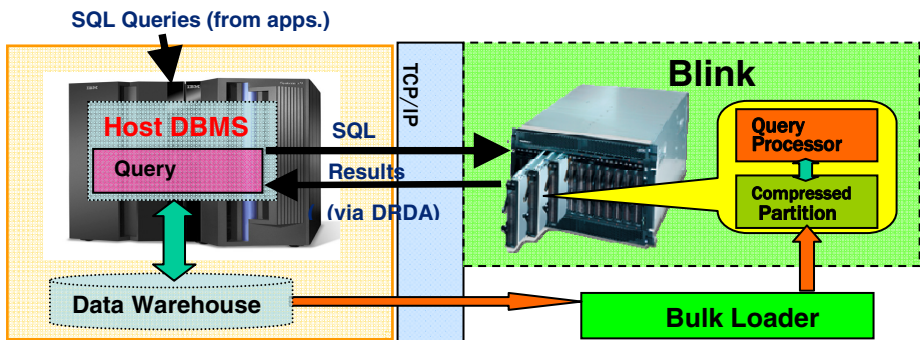 SQL Queries (from apps.)
TCP/IP
Blink
Host DBMS
Query
SQL
Results
(via DRDA)
Query
Processor
Compressed
Partition
Data Warehouse
Bulk Loader